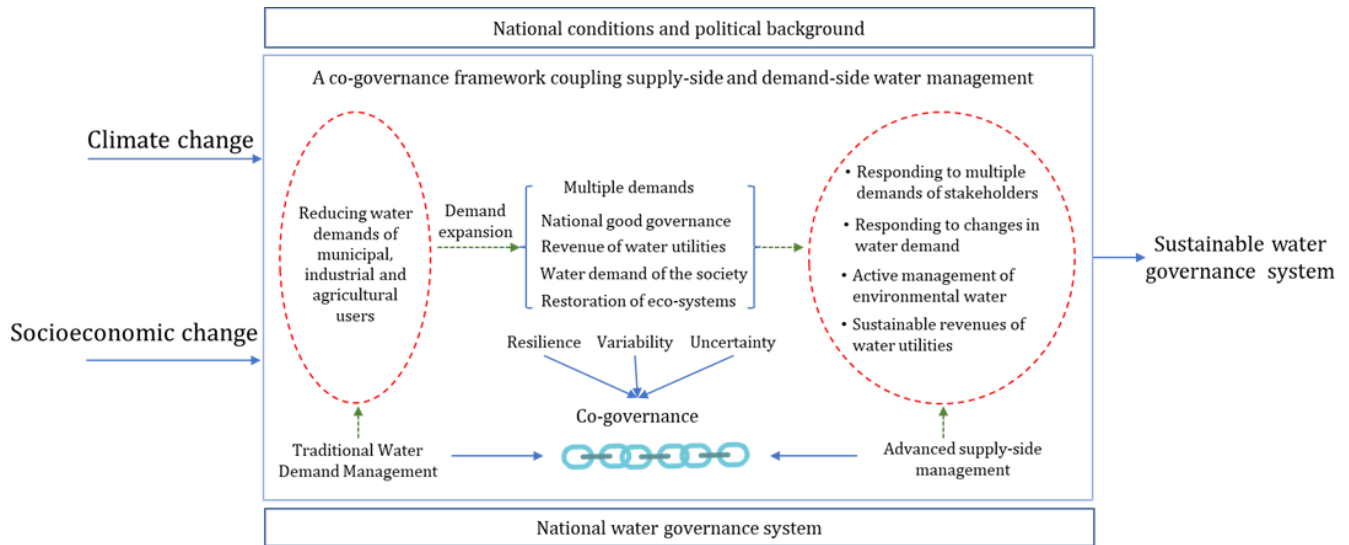 National conditions and political background
A co-governance framework coupling supply-side and demand-side water management
Climate change
Socioeconomic change
Reducing water
demands of
municipal,
industrial and
agricultural
users
Demand
expansion
Multiple demands
National good governance
Revenue of water utilities
Water demand of the society
Restoration of eco-systems
• Responding to multiple
demands of stakeholders
• Responding to changes in
water demand
• Active management of
environmental water
• Sustainable revenues of
water utilities
Sustainable water
governance system
Resilience Variability Uncertainty
Co-governance
Traditional Water
Demand Management
Advanced supply-side
management
National water governance system